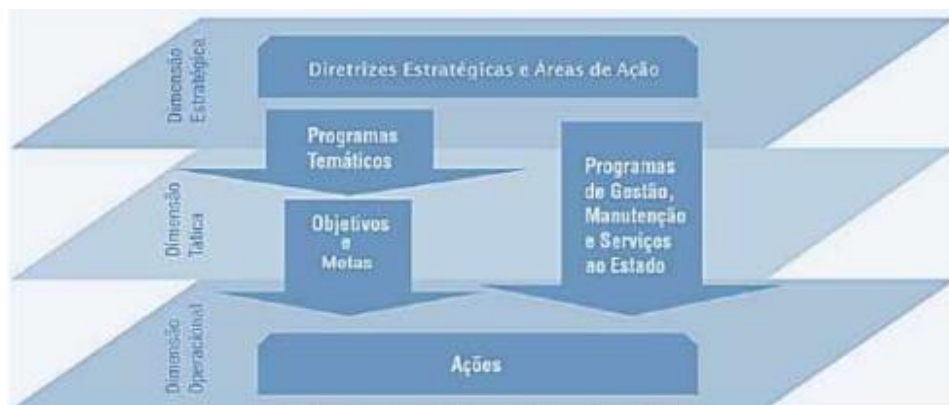 Dimensão
Estratégica
Diretrizes Estratégicas e Áreas de Ação
Programas
Temáticos
Programas
de Gestão,
Manutenção
e Serviços
ao Estado
Dimensão
Tática
Objetivos
e
Metas
Dimensão
Operacional
Ações